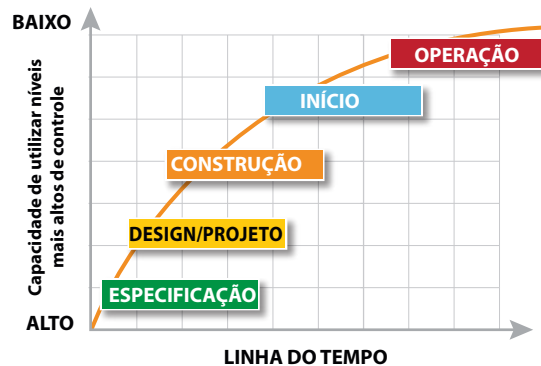 BAIXO
Capacidade de utilizar níveis
mais altos de controle
OPERAÇÃO
INÍCIO
CONSTRUÇÃO
DESIGN/PROJETO
ESPECIFICAÇÃO
ALTO
LINHA DO TEMPO